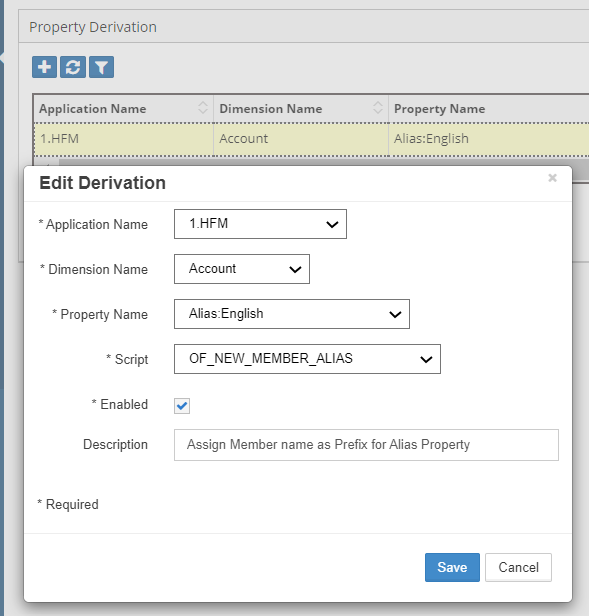 Property Derivation
Application Name Dimension Name Property Name
1.HFM Account Alias:English
Edit Derivation ×
* Application Name 1.HFM
* Dimension Name Account
* Property Name Alias:English
* Script OF_NEW_MEMBER_ALIAS
* Enabled
Description Assign Member name as Prefix for Alias Property
* Required
Save Cancel